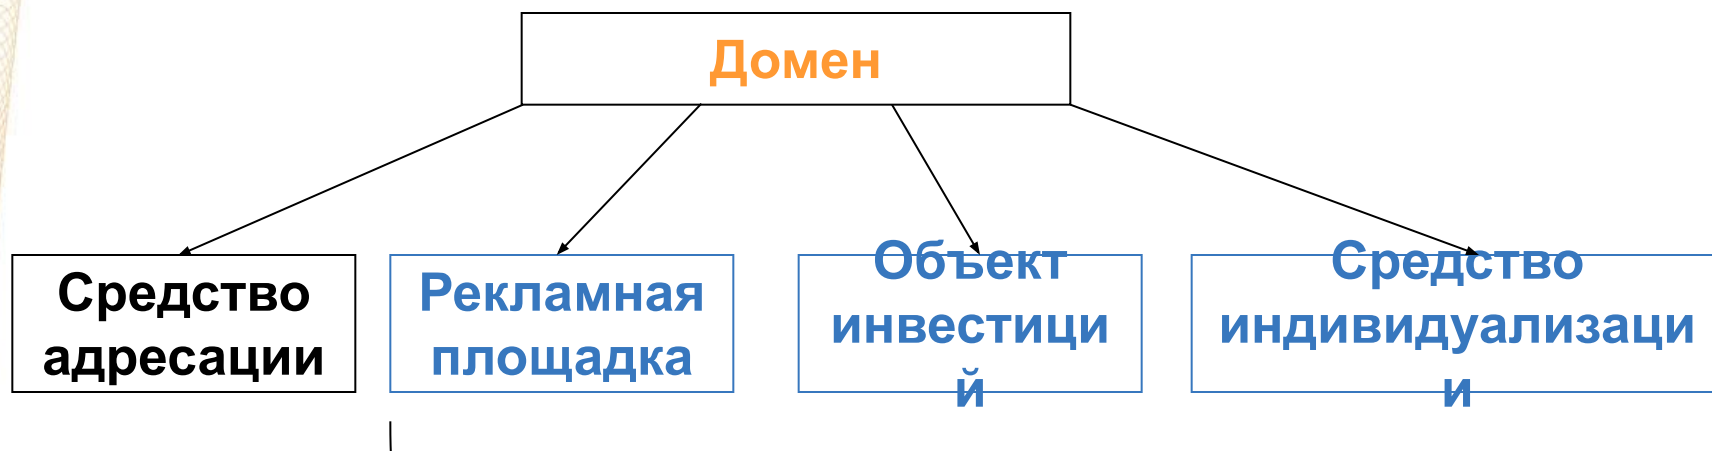 Домен
Средство
адресации
Рекламная
площадка
Объект
инвестици
й
Средство
индивидуализаци
и